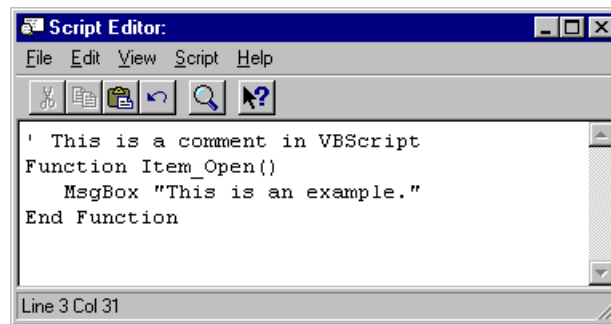 Script Editor:
File Edit View Script Help
' This is a comment in VBScript
Function Item_Open()
   MsgBox "This is an example."
End Function
Line 3 Col 31